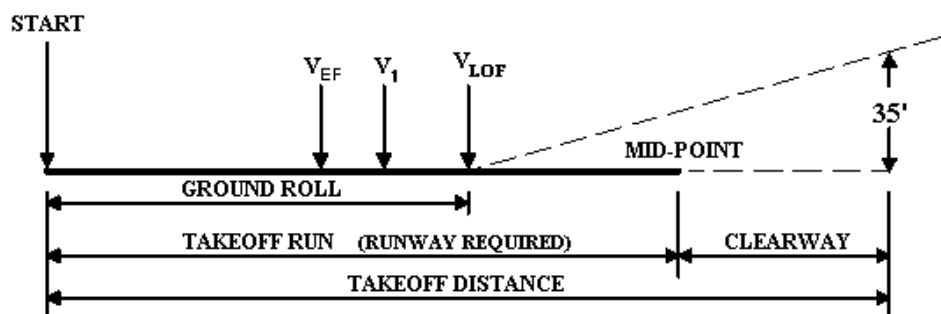 START
V_EF V_1 V_LOF
35'
MID-POINT
GROUND ROLL
TAKEOFF RUN (RUNWAY REQUIRED) CLEARWAY
TAKEOFF DISTANCE